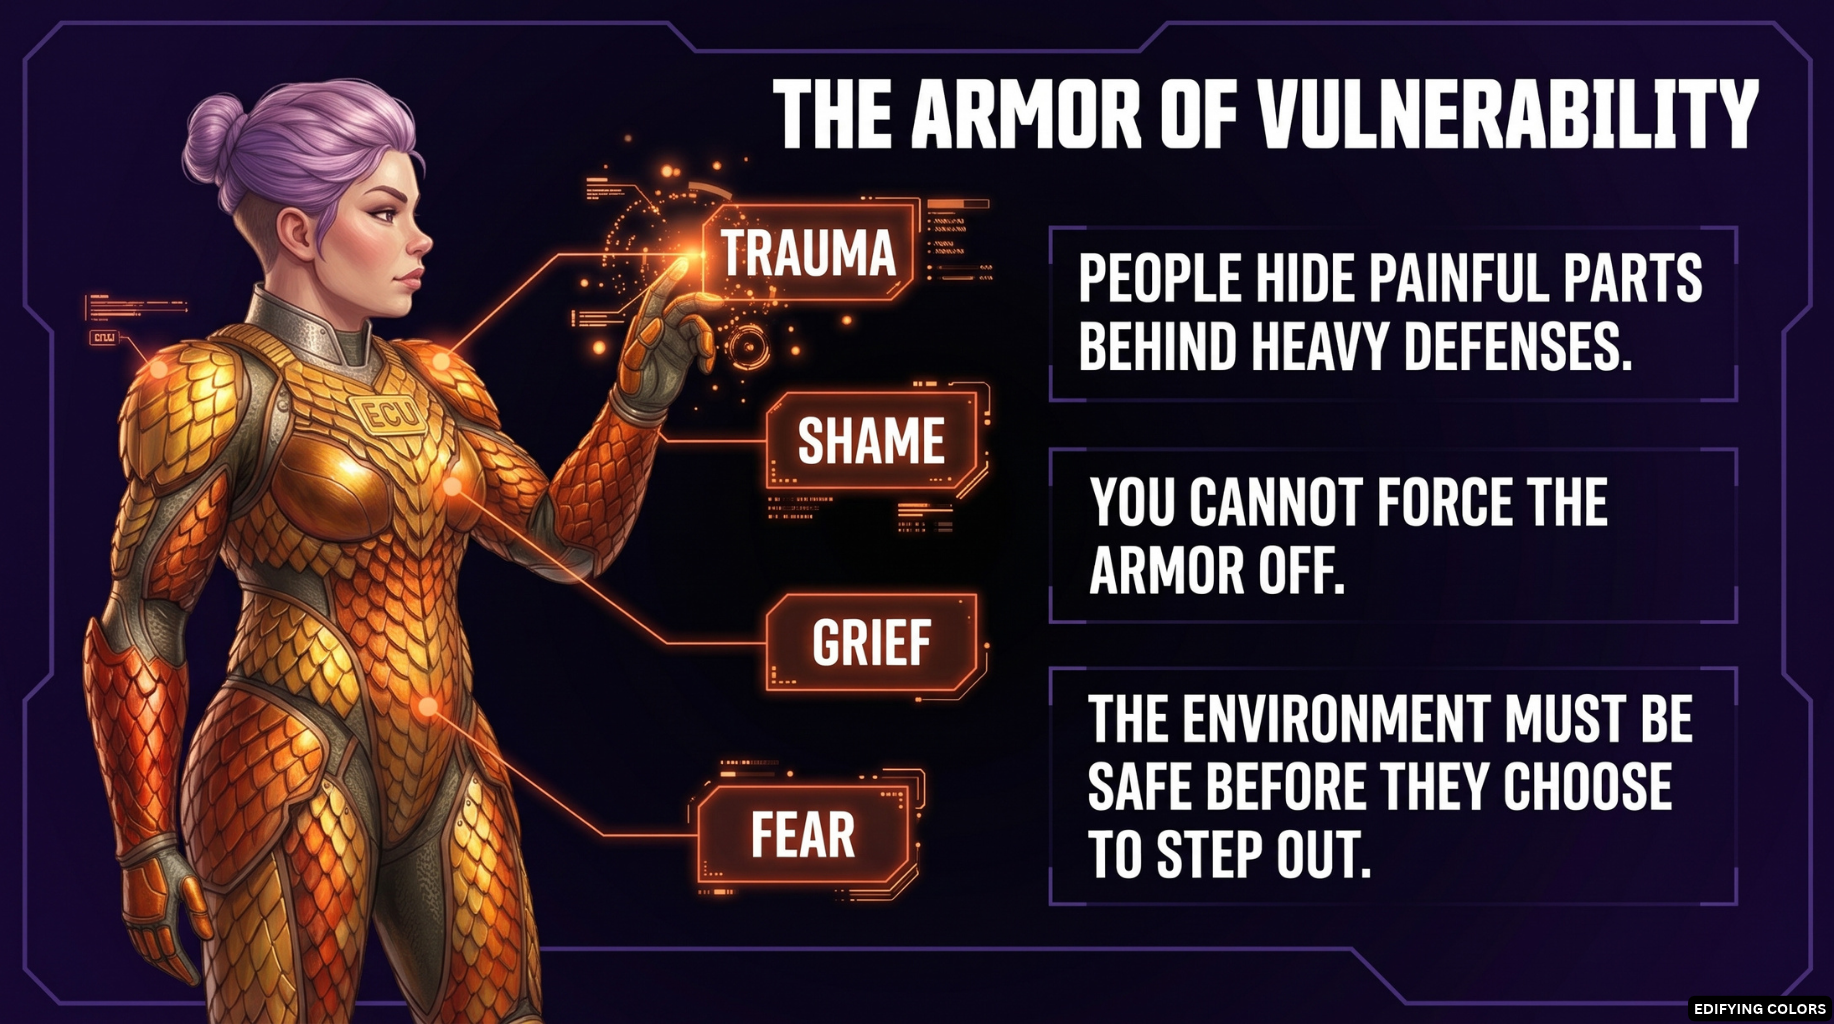 THE ARMOR OF VULNERABILITY
TRAUMA
SHAME
GRIEF
FEAR
ECU
PEOPLE HIDE PAINFUL PARTS
BEHIND HEAVY DEFENSES.
YOU CANNOT FORCE THE
ARMOR OFF.
THE ENVIRONMENT MUST BE
SAFE BEFORE THEY CHOOSE
TO STEP OUT.
EDIFYING COLORS